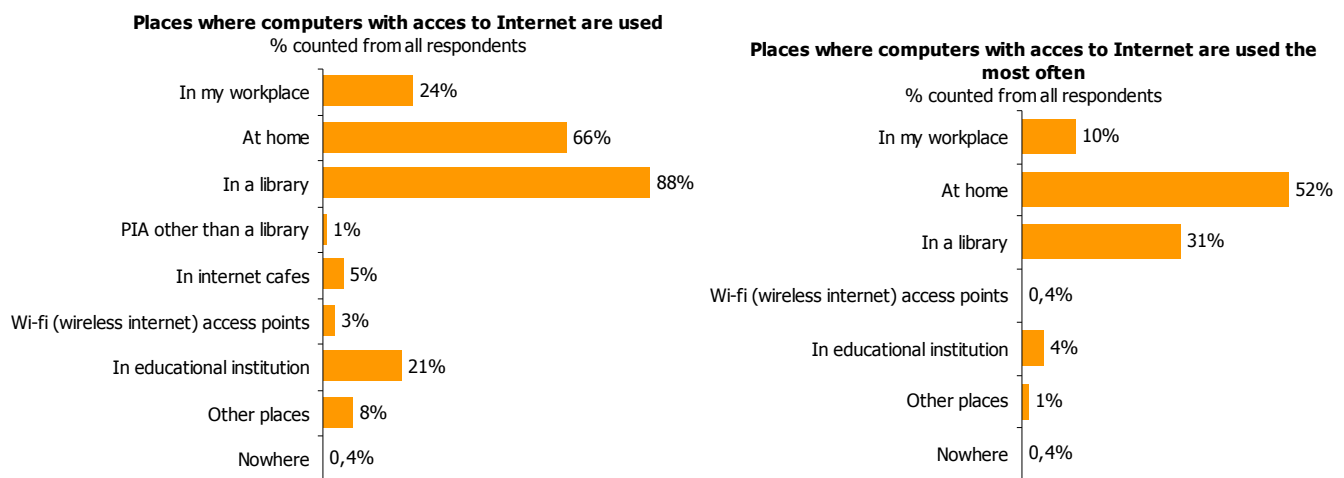 Places where computers with acces to Internet are used
% counted from all respondents
In my workplace 24%
At home 66%
In a library 88%
PIA other than a library 1%
In internet cafes 5%
Wi-fi (wireless internet) access points 3%
In educational institution 21%
Other places 8%
Nowhere 0,4%
Places where computers with acces to Internet are used the
most often
% counted from all respondents
In my workplace 10%
At home 52%
In a library 31%
Wi-fi (wireless internet) access points 0,4%
In educational institution 4%
Other places 1%
Nowhere 0,4%